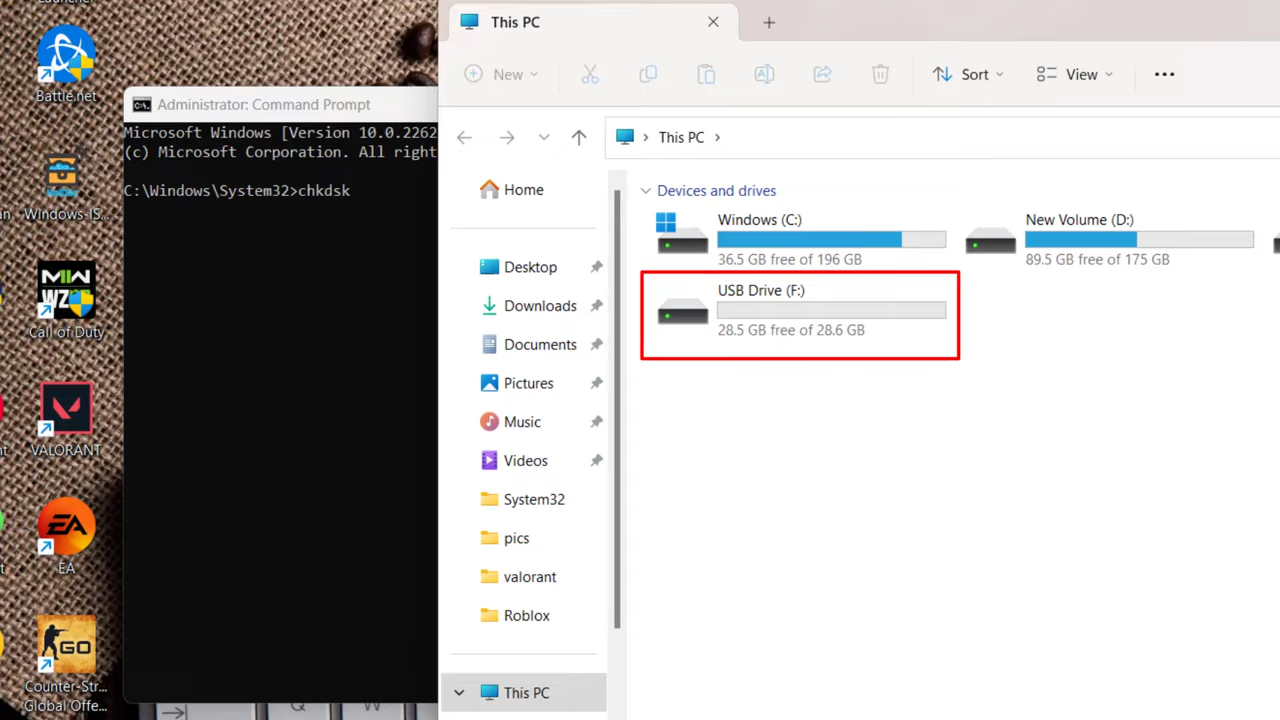 Launcher
Battle.net
Windows-IS...
Call of Duty
VALORANT
EA
Counter-Str...
Global Offe...
Administrator: Command Prompt
Microsoft Windows [Version 10.0.2262
(c) Microsoft Corporation. All right
C:\Windows\System32>chkdsk
This PC
New
Sort
View
This PC
Home
Desktop
Downloads
Documents
Pictures
Music
Videos
System32
pics
valorant
Roblox
This PC
Devices and drives
Windows (C:)
36.5 GB free of 196 GB
New Volume (D:)
89.5 GB free of 175 GB
USB Drive (F:)
28.5 GB free of 28.6 GB